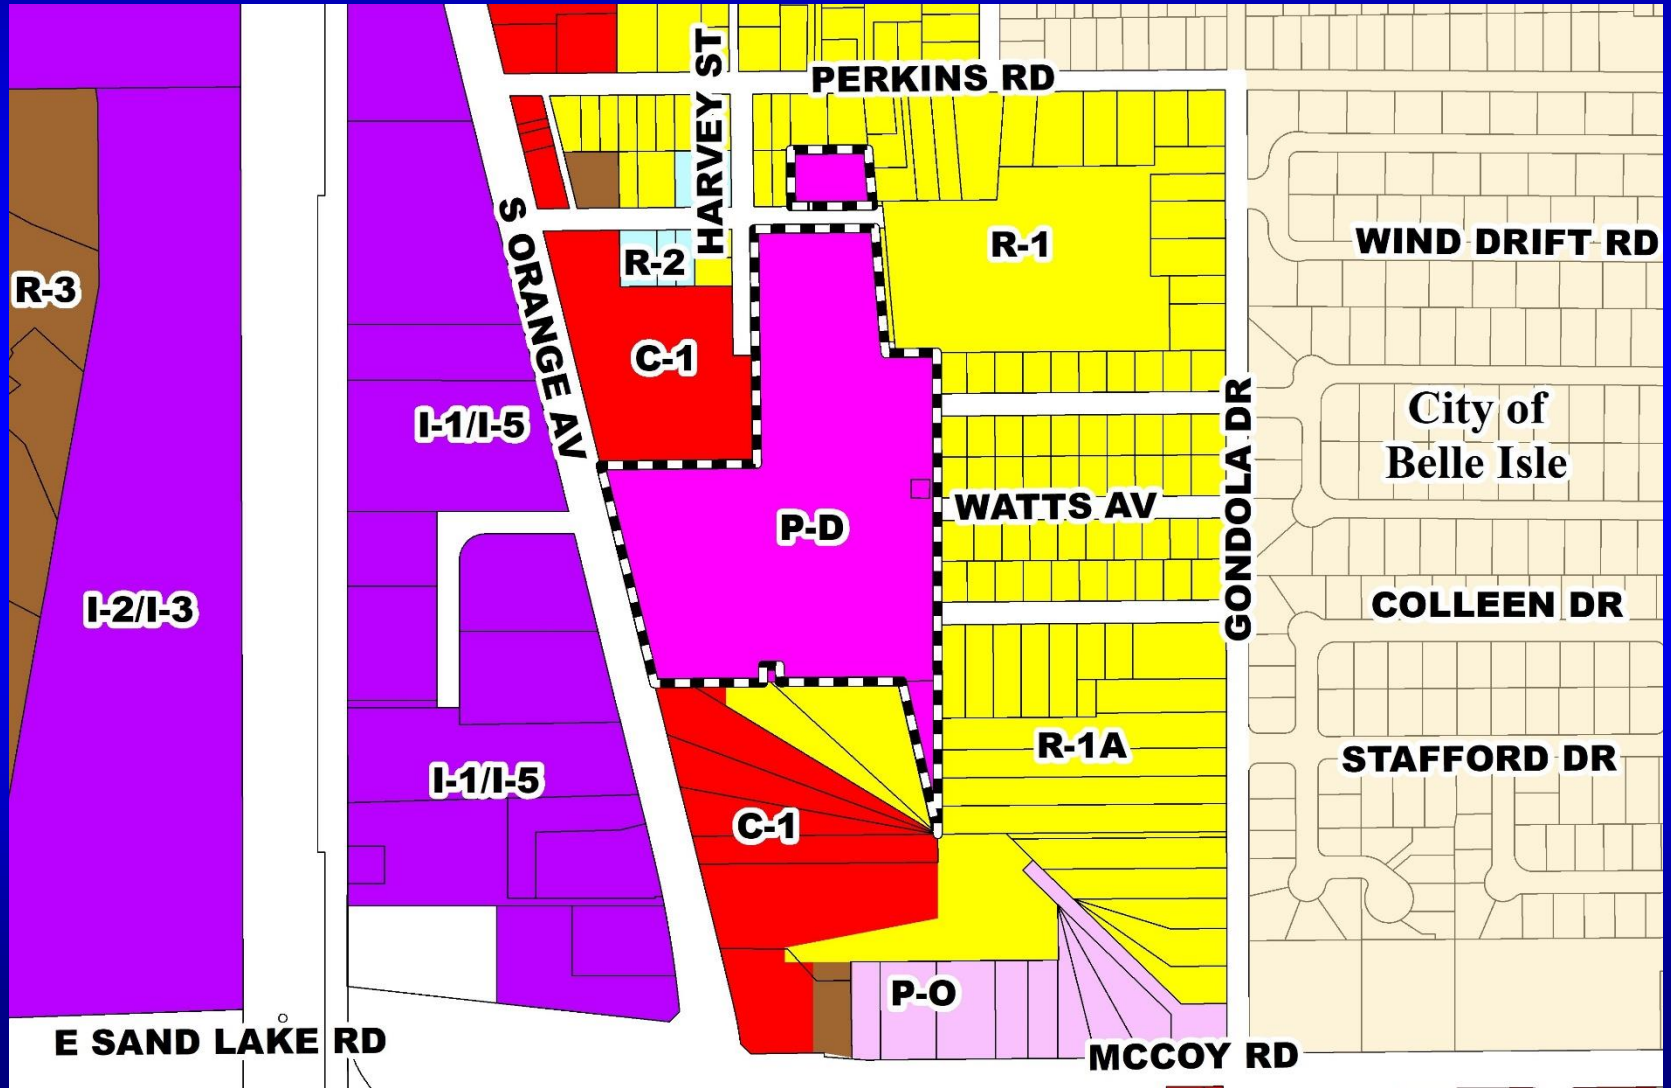 HARVEY ST
PERKINS RD
S ORANGE AV
R-1
WIND DRIFT RD
R-2
R-3
C-1
I-1/I-5
GONDOLA DR
City of
Belle Isle
WATTS AV
P-D
I-2/I-3
COLLEEN DR
R-1A
STAFFORD DR
I-1/I-5
C-1
P-O
E SAND LAKE RD
MCCOY RD